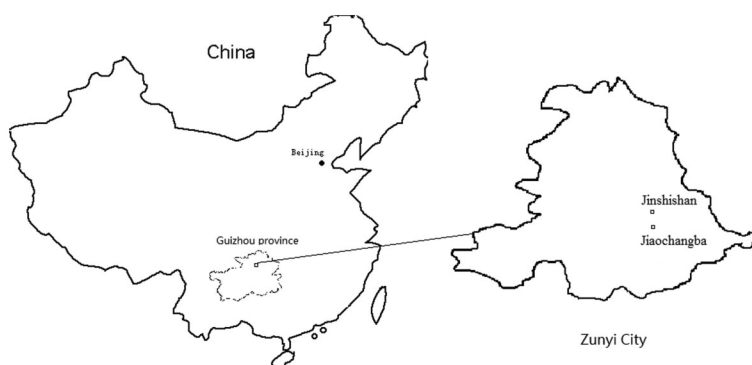 China
Beijing
Guizhou province
Jinshishan
Jiaochangba
Zunyi City